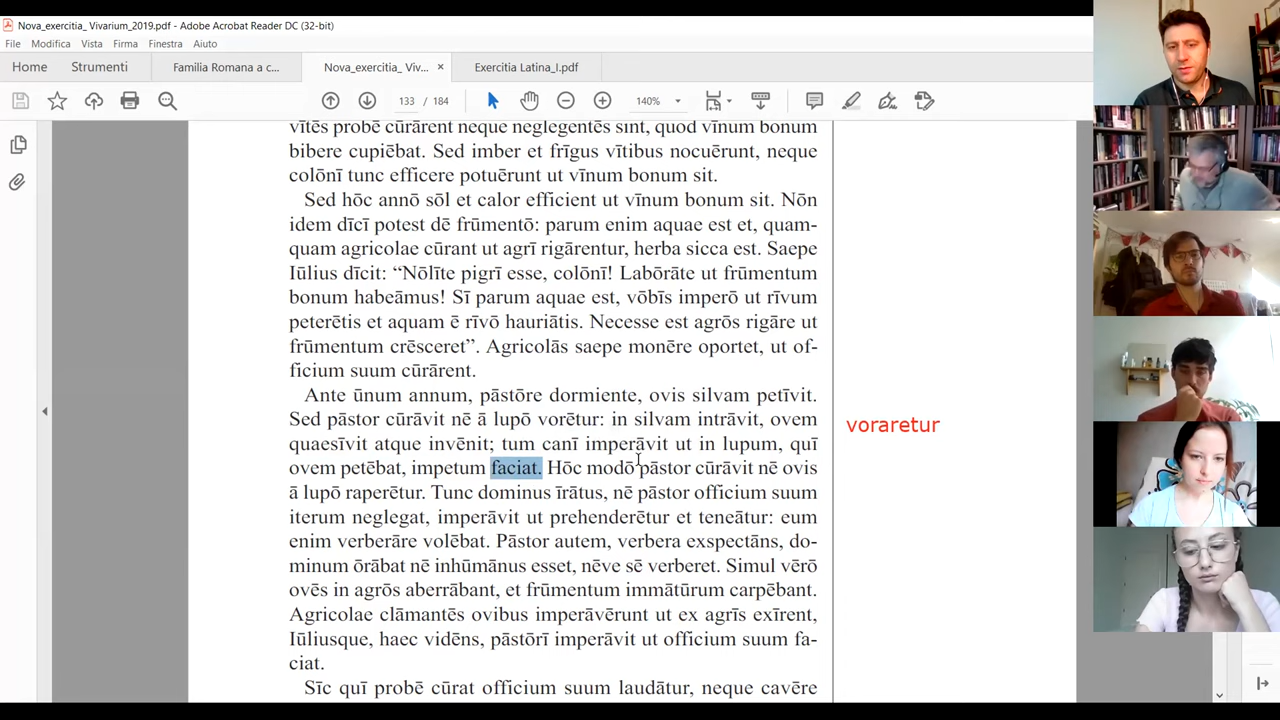 Nova_exercitia_ Vivarium_2019.pdf - Adobe Acrobat Reader DC (32-bit)
File Modifica Vista Firma Finestra Aiuto
Home Strumenti Familia Romana a c... Nova_exercitia_ Viv... × Exercitia Latina_I.pdf
133 / 184 140%
vītēs probē cūrārent neque neglegentēs sint, quod vīnum bonum
bibere cupiēbat. Sed imber et frīgus vītibus nocuērunt, neque
colōnī tunc efficere potuērunt ut vīnum bonum sit.
Sed hōc annō sōl et calor efficient ut vīnum bonum sit. Nōn
idem dīcī potest dē frūmentō: parum enim aquae est et, quam-
quam agricolae cūrant ut agrī rigārentur, herba sicca est. Saepe
Iūlius dīcit: “Nōlīte pigrī esse, colōnī! Labōrāte ut frūmentum
bonum habeāmus! Sī parum aquae est, vōbīs imperō ut rīvum
peterētis et aquam ē rīvō hauriātis. Necesse est agrōs rigāre ut
frūmentum crēsceret”. Agricolās saepe monēre oportet, ut of-
ficium suum cūrārent.
Ante ūnum annum, pāstōre dormiente, ovis silvam petīvit.
Sed pāstor cūrāvit nē ā lupō vorētur: in silvam intrāvit, ovem
voraretur
quaesīvit atque invēnit; tum canī imperāvit ut in lupum, quī
ovem petēbat, impetum faciat. Hōc modō pāstor cūrāvit nē ovis
ā lupō raperētur. Tunc dominus īrātus, nē pāstor officium suum
iterum neglegat, imperāvit ut prehenderētur et teneātur: eum
enim verberāre volēbat. Pāstor autem, verbera exspectāns, do-
minum ōrābat nē inhūmānus esset, nēve sē verberet. Simul vērō
ovēs in agrōs aberrābant, et frūmentum immātūrum carpēbant.
Agricolae clāmantēs ovibus imperāvērunt ut ex agrīs exīrent,
Iūliusque, haec vidēns, pāstōrī imperāvit ut officium suum fa-
ciat.
Sīc quī probē cūrat officium suum laudātur, neque cavēre